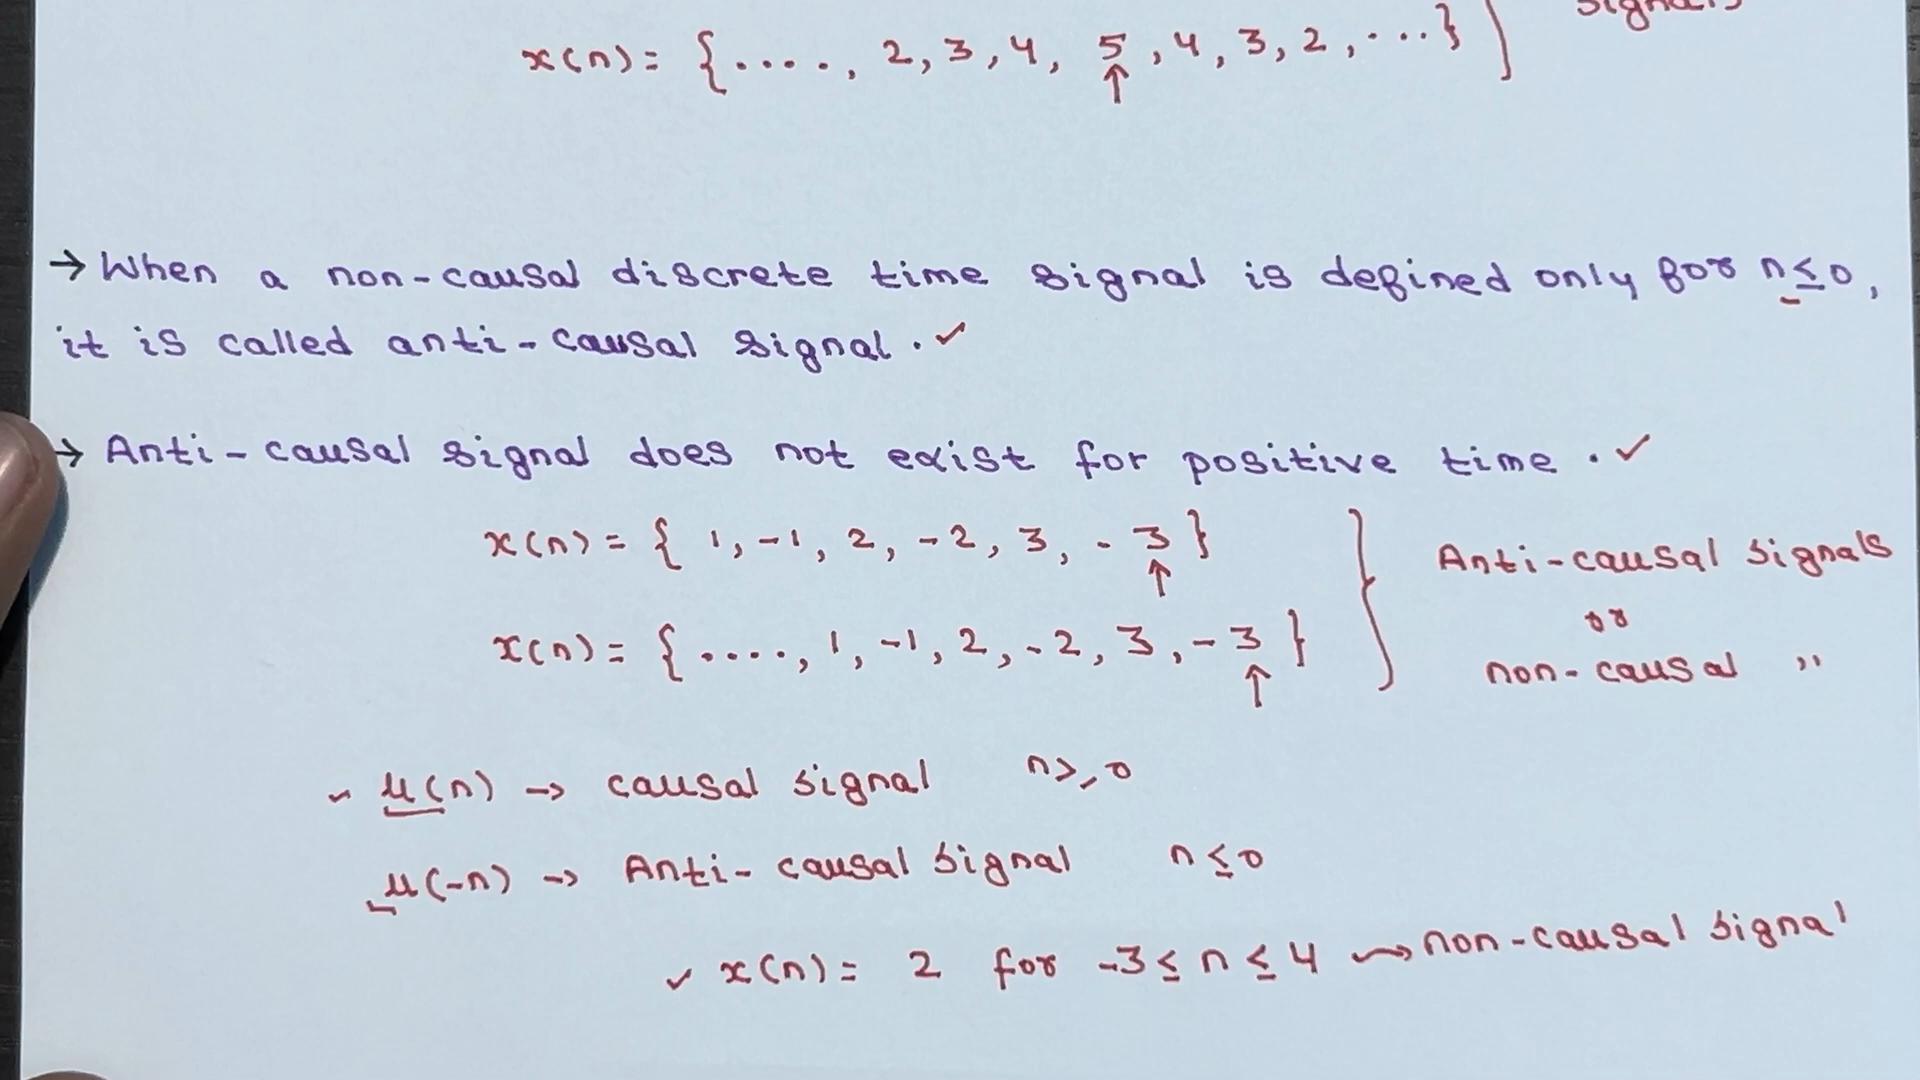 signals
x(n) = {...., 2, 3, 4, 5, 4, 3, 2, ...}
↑
→ When a non-causal discrete time signal is defined only for n≤0,
it is called anti-causal signal. ✓
→ Anti-causal signal does not exist for positive time. ✓
x(n) = { 1, -1, 2, -2, 3, -3 }
↑
Anti-causal signals
or
non-causal ''
x(n) = {...., 1, -1, 2, -2, 3, -3 }
↑
✓ u(n) → causal signal n≥0
u(-n) → Anti-causal signal n≤0
✓ x(n) = 2 for -3 ≤ n ≤ 4 → non-causal signal